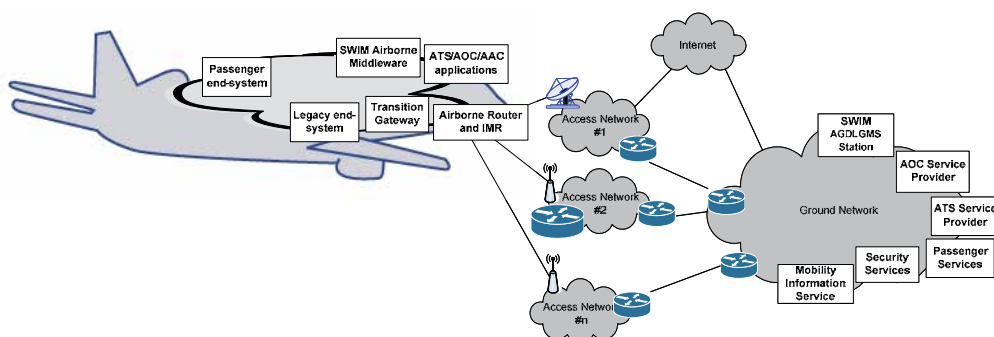 Internet
SWIM Airborne
Middleware
ATS/AOC/AAC
applications
Passenger
end-system
Legacy end-
system
Transition
Gateway
Airborne Router
and IMR
Access Network
#1
SWIM
AGDLGMS
Station
AOC Service
Provider
Access Network
#2
Ground Network
ATS Service
Provider
Passenger
Services
Security
Services
Mobility
Information
Service
Access Network
#n